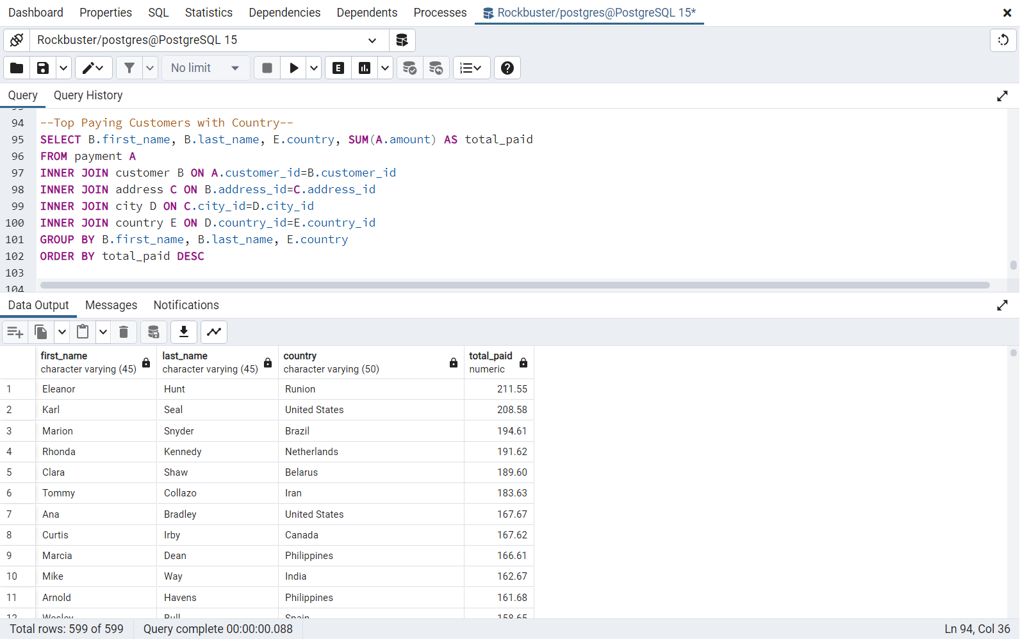 Dashboard Properties SQL Statistics Dependencies Dependents Processes Rockbuster/postgres@PostgreSQL 15*
Rockbuster/postgres@PostgreSQL 15
No limit E
Query Query History
94 --Top Paying Customers with Country--
95 SELECT B.first_name, B.last_name, E.country, SUM(A.amount) AS total_paid
96 FROM payment A
97 INNER JOIN customer B ON A.customer_id=B.customer_id
98 INNER JOIN address C ON B.address_id=C.address_id
99 INNER JOIN city D ON C.city_id=D.city_id
100 INNER JOIN country E ON D.country_id=E.country_id
101 GROUP BY B.first_name, B.last_name, E.country
102 ORDER BY total_paid DESC
103
104
Data Output Messages Notifications
first_name last_name country total_paid
character varying (45) character varying (45) character varying (50) numeric
1 Eleanor Hunt Runion 211.55
2 Karl Seal United States 208.58
3 Marion Snyder Brazil 194.61
4 Rhonda Kennedy Netherlands 191.62
5 Clara Shaw Belarus 189.60
6 Tommy Collazo Iran 183.63
7 Ana Bradley United States 167.67
8 Curtis Irby Canada 167.62
9 Marcia Dean Philippines 166.61
10 Mike Way India 162.67
11 Arnold Havens Philippines 161.68
12 Wesley Bull Spain 158.65
Total rows: 599 of 599 Query complete 00:00:00.088 Ln 94, Col 36